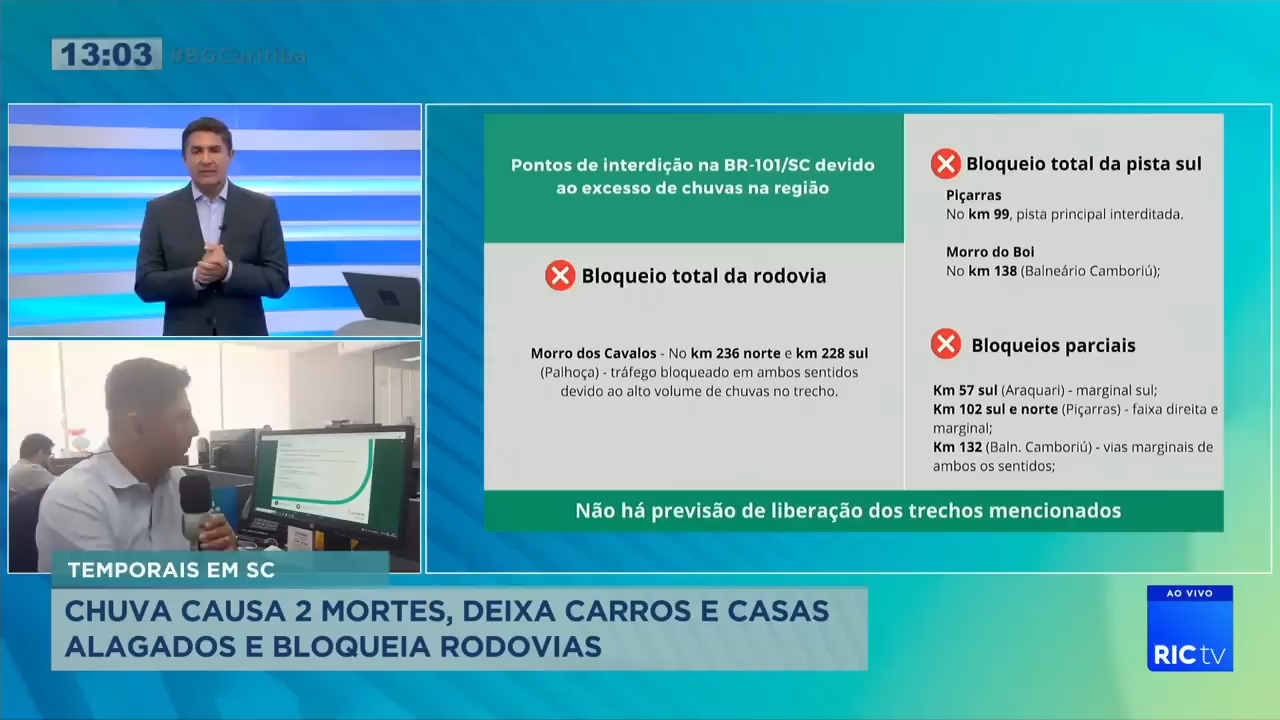 13:03 #BGCuritiba
Pontos de interdição na BR-101/SC devido
ao excesso de chuvas na região
Bloqueio total da rodovia
Morro dos Cavalos - No km 236 norte e km 228 sul
(Palhoça) - tráfego bloqueado em ambos sentidos
devido ao alto volume de chuvas no trecho.
Bloqueio total da pista sul
Piçarras
No km 99, pista principal interditada.
Morro do Boi
No km 138 (Balneário Camboriú);
Bloqueios parciais
Km 57 sul (Araquari) - marginal sul;
Km 102 sul e norte (Piçarras) - faixa direita e
marginal;
Km 132 (Baln. Camboriú) - vias marginais de
ambos os sentidos;
Não há previsão de liberação dos trechos mencionados
TEMPORAIS EM SC
CHUVA CAUSA 2 MORTES, DEIXA CARROS E CASAS
ALAGADOS E BLOQUEIA RODOVIAS
AO VIVO
RIC tv